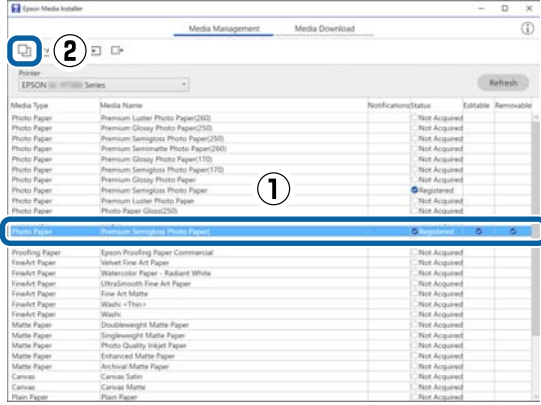 Epson Media Installer
Media Management Media Download
②
Printer
EPSON Series
Refresh
Media Type Media Name Notifications Status Editable Removable
Photo Paper Premium Luster Photo Paper(260) Not Acquired
Photo Paper Premium Glossy Photo Paper(250) Not Acquired
Photo Paper Premium Semigloss Photo Paper(250) Not Acquired
Photo Paper Premium Semimatte Photo Paper(260) Not Acquired
Photo Paper Premium Glossy Photo Paper(170) Not Acquired
Photo Paper Premium Semigloss Photo Paper(170) Not Acquired
Photo Paper Premium Glossy Photo Paper Not Acquired
Photo Paper Premium Semigloss Photo Paper Registered
Photo Paper Premium Luster Photo Paper Not Acquired
Photo Paper Photo Paper Gloss(250) Not Acquired
①
Photo Paper Premium Semigloss Photo Paper Registered
Proofing Paper Epson Proofing Paper Commercial Not Acquired
FineArt Paper Velvet Fine Art Paper Not Acquired
FineArt Paper Watercolor Paper - Radiant White Not Acquired
FineArt Paper UltraSmooth Fine Art Paper Not Acquired
FineArt Paper Fine Art Matte Not Acquired
FineArt Paper Washi <Thin> Not Acquired
FineArt Paper Washi Not Acquired
Matte Paper Doubleweight Matte Paper Not Acquired
Matte Paper Singleweight Matte Paper Not Acquired
Matte Paper Photo Quality Inkjet Paper Not Acquired
Matte Paper Enhanced Matte Paper Not Acquired
Matte Paper Archival Matte Paper Not Acquired
Canvas Canvas Satin Not Acquired
Canvas Canvas Matte Not Acquired
Plain Paper Plain Paper Not Acquired